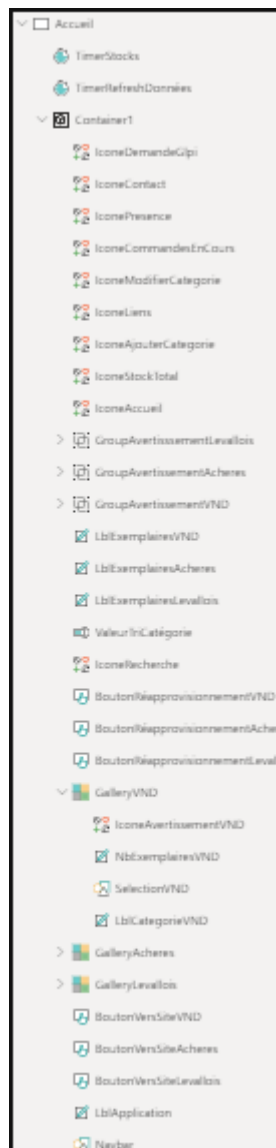 Accueil
TimerStocks
TimerRefreshDonnées
Container1
IconeDemandeGlpi
IconeContact
IconePresence
IconeCommandesEnCours
IconeModifierCategorie
IconeLiens
IconeAjouterCategorie
IconeStockTotal
IconeAccueil
GroupAvertisssementLevallois
GroupAvertissementAcheres
GroupAvertissementVND
LblExemplairesVND
LblExemplairesAcheres
LblExemplairesLevallois
ValeurTriCatégorie
IconeRecherche
BoutonRéapprovisionnementVND
BoutonRéapprovisionnementAche
BoutonRéapprovisionnementLeval
GalleryVND
IconeAvertissementVND
NbExemplairesVND
SelectionVND
LblCategorieVND
GalleryAcheres
GalleryLevallois
BoutonVersSiteVND
BoutonVersSiteAcheres
BoutonVersSiteLevallois
LblApplication
Navbar